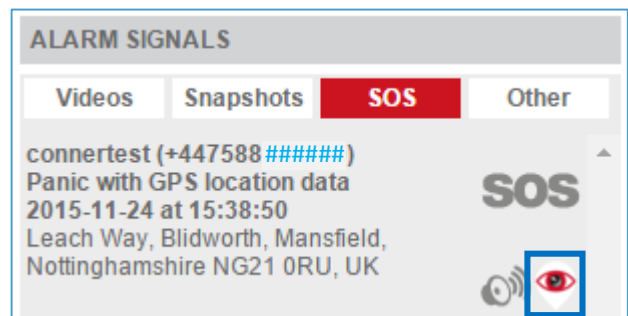 ALARM SIGNALS
Videos Snapshots SOS Other
connertest (+447588######)
Panic with GPS location data
2015-11-24 at 15:38:50
SOS
Leach Way, Blidworth, Mansfield,
Nottinghamshire NG21 0RU, UK